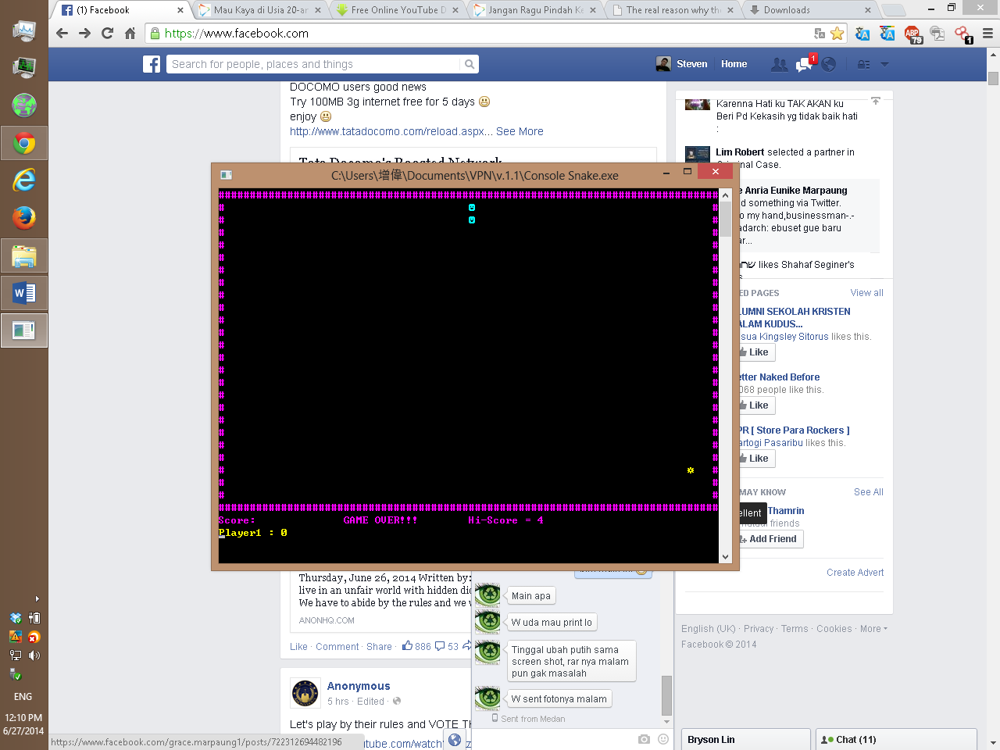 (1) Facebook
Mau Kaya di Usia 20-an
Free Online YouTube D
Jangan Ragu Pindah Ke
The real reason why the
Downloads
https://www.facebook.com
79
1
Search for people, places and things
Steven
Home
1
DOCOMO users good news
Try 100MB 3g internet free for 5 days
enjoy
http://www.tatadocomo.com/reload.aspx... See More
Tata Docomo's Boosted Network
Karenna Hati ku TAK AKAN ku
Beri Pd Kekasih yg tidak baik hati
:
Lim Robert selected a partner in
Criminal Case.
e Anria Eunike Marpaung
d something via Twitter.
o my hand,businessman-.-
adarch: ebuset gue baru
ar...
likes Shahaf Seginer's
C:\Users\增偉\Documents\VPN\v.1.1\Console Snake.exe
Score:
GAME OVER!!!
Hi-Score = 4
Player1 : 0
ED PAGES
View all
LUMNI SEKOLAH KRISTEN
ALAM KUDUS...
sua Kingsley Sitorus likes this.
Like
etter Naked Before
068 people like this.
Like
PR [ Store Para Rockers ]
artogi Pasaribu likes this.
Like
MAY KNOW
See All
ellent
Thamrin
mutual friends
Add Friend
Create Advert
Thursday, June 26, 2014 Written by:
live in an unfair world with hidden di
We have to abide by the rules and we
ANONHQ.COM
Like · Comment · Share ·
886
53
Main apa
W uda mau print lo
Tinggal ubah putih sama
screen shot, rar nya malam
pun gak masalah
W sent fotonya malam
Sent from Medan
English (UK) · Privacy · Terms · Cookies · More
Facebook © 2014
Anonymous
5 hrs · Edited ·
Let's play by their rules and VOTE TH
https://www.facebook.com/grace.marpaung1/posts/722312694482196
utube.com/watch
Bryson Lin
Chat (11)
ENG
12:10 PM
6/27/2014